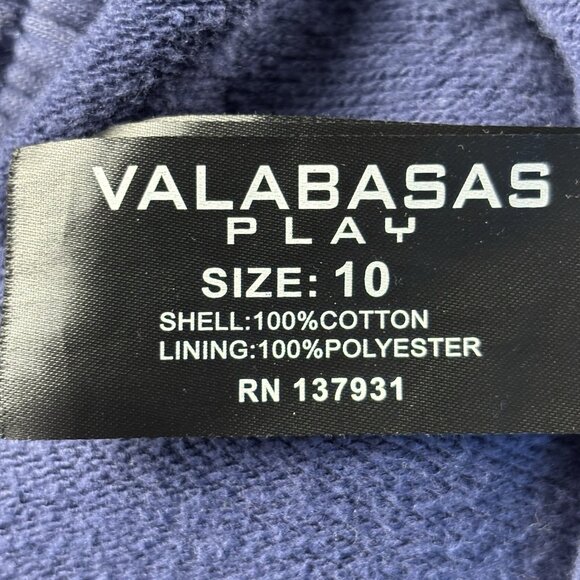 VALABASAS
PLAY
SIZE: 10
SHELL:100%COTTON
LINING:100%POLYESTER
RN 137931